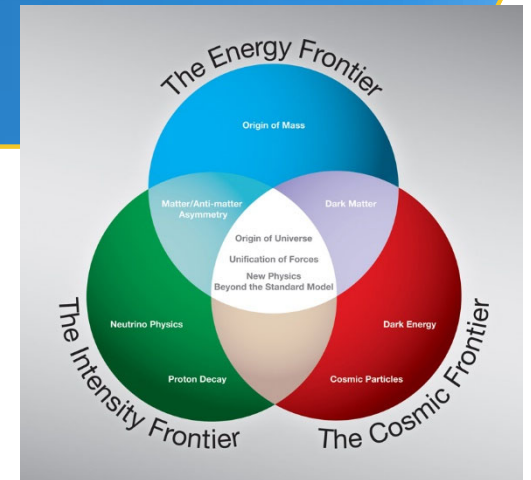 The Energy Frontier
Origin of Mass
Matter/Anti-matter
Asymmetry
Dark Matter
Origin of Universe
Unification of Forces
New Physics
Beyond the Standard Model
Neutrino Physics
Dark Energy
Proton Decay
Cosmic Particles
The Intensity Frontier
The Cosmic Frontier